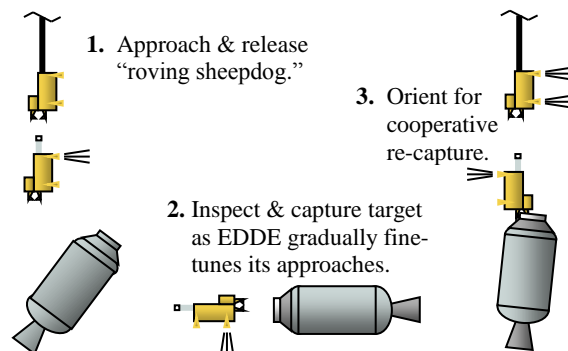 1. Approach & release
“roving sheepdog.”
2. Inspect & capture target
as EDDE gradually fine-
tunes its approaches.
3. Orient for
cooperative
re-capture.